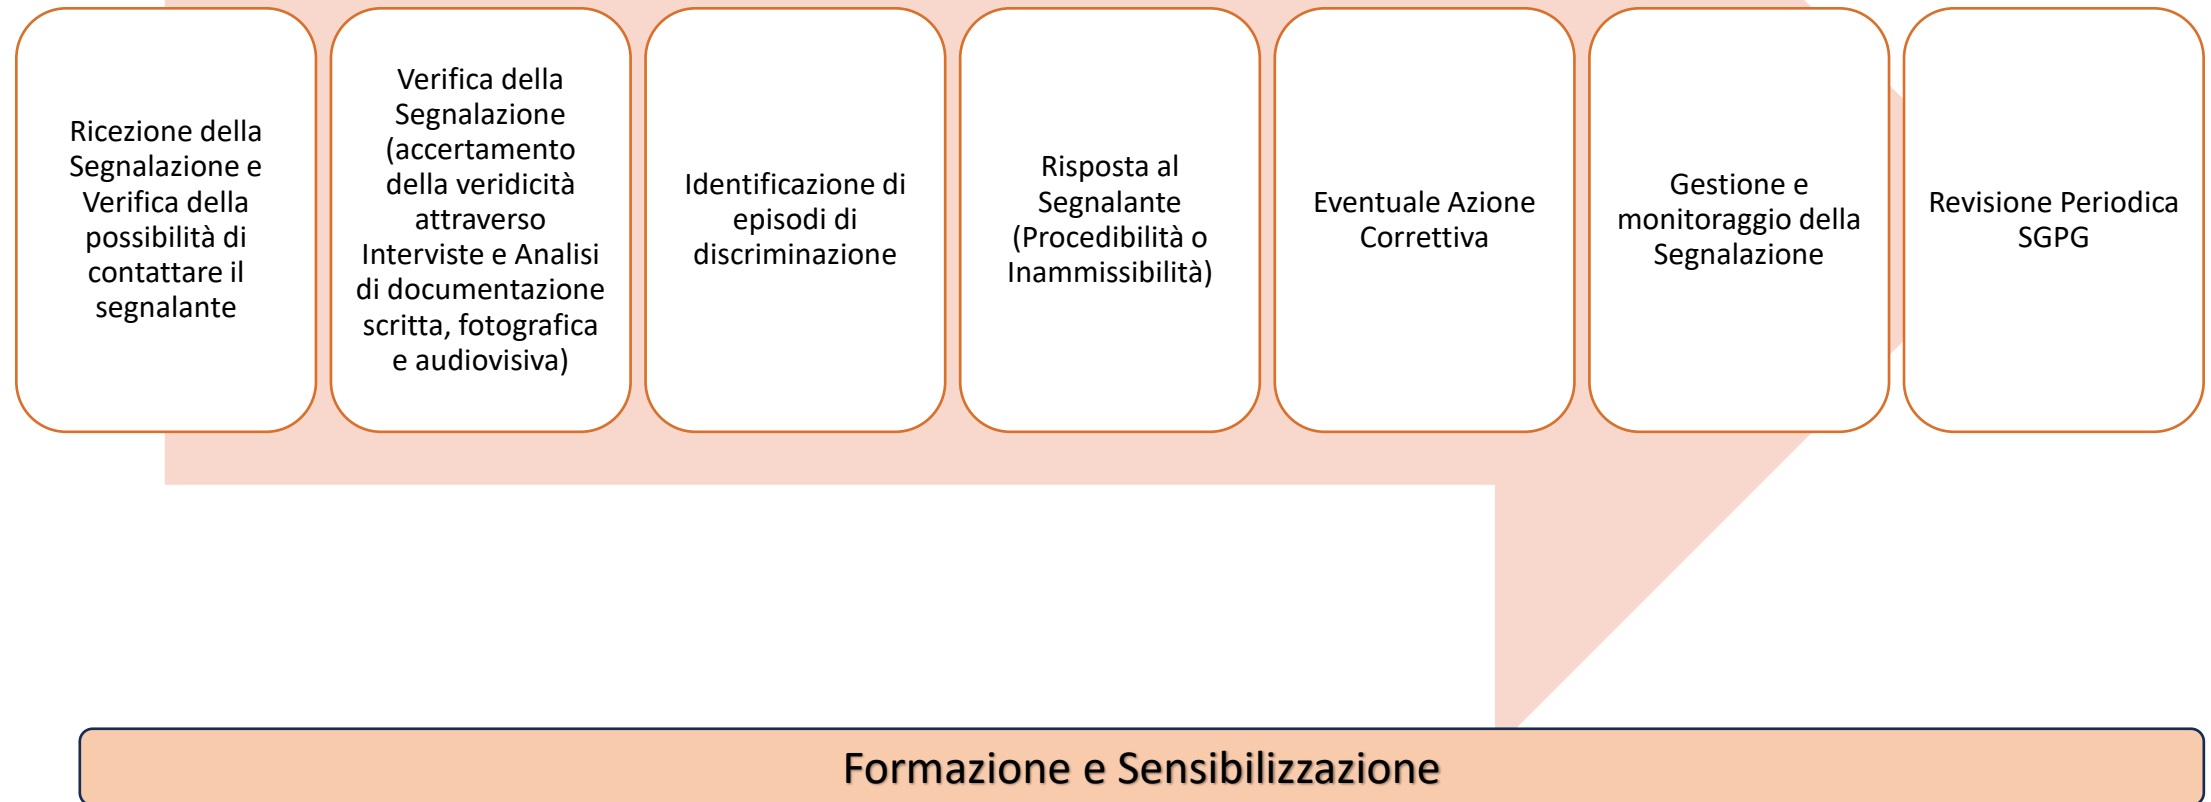 Ricezione della
Segnalazione e
Verifica della
possibilità di
contattare il
segnalante
Verifica della
Segnalazione
(accertamento
della veridicità
attraverso
Interviste e Analisi
di documentazione
scritta, fotografica
e audiovisiva)
Identificazione di
episodi di
discriminazione
Risposta al
Segnalante
(Procedibilità o
Inammissibilità)
Eventuale Azione
Correttiva
Gestione e
monitoraggio della
Segnalazione
Revisione Periodica
SGPG
Formazione e Sensibilizzazione